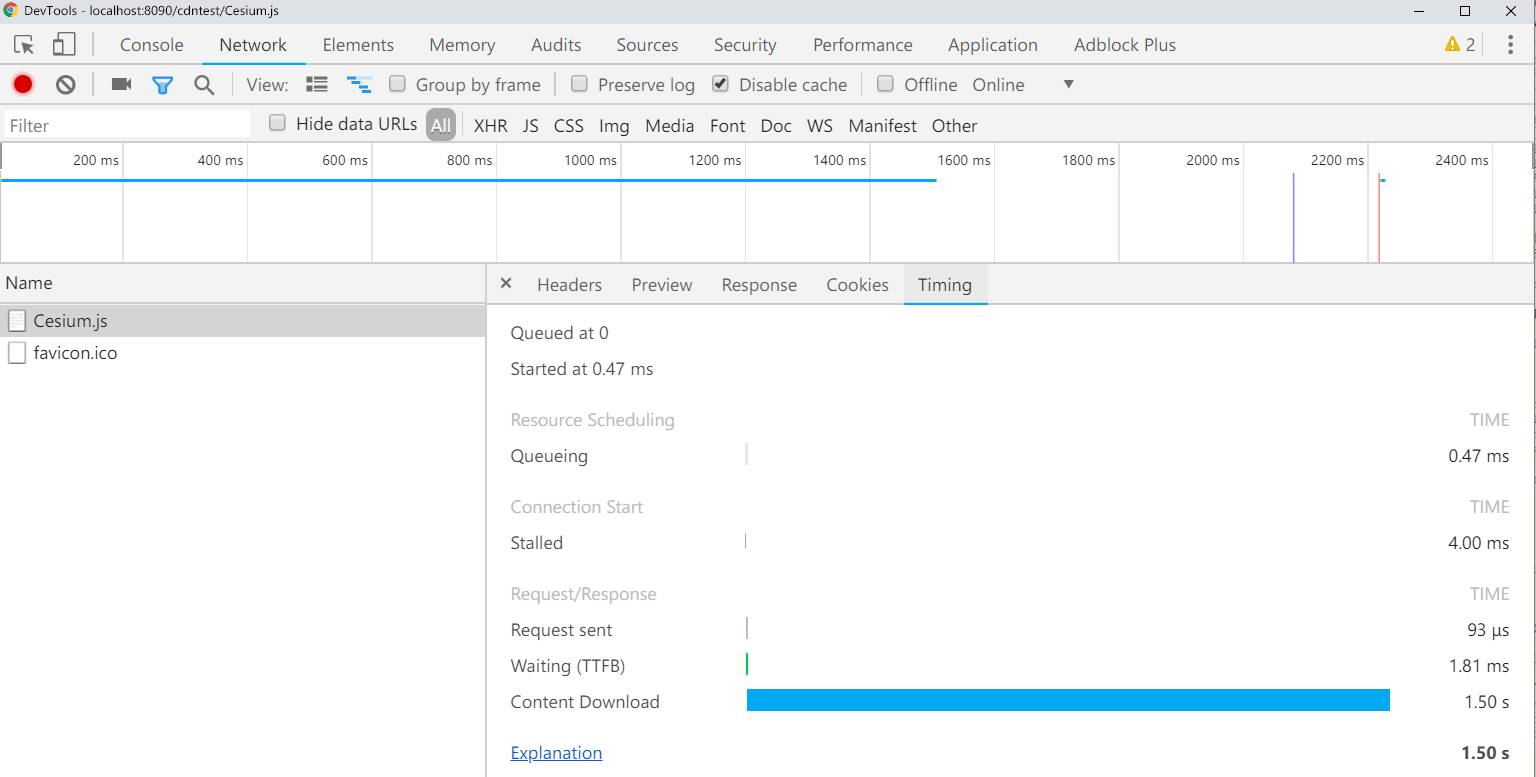 DevTools - localhost:8090/cdntest/Cesium.js
Console Network Elements Memory Audits Sources Security Performance Application Adblock Plus 2
View: Group by frame Preserve log Disable cache Offline Online
Filter Hide data URLs All XHR JS CSS Img Media Font Doc WS Manifest Other
200 ms 400 ms 600 ms 800 ms 1000 ms 1200 ms 1400 ms 1600 ms 1800 ms 2000 ms 2200 ms 2400 ms
Name
Cesium.js
favicon.ico
× Headers Preview Response Cookies Timing
Queued at 0
Started at 0.47 ms
Resource Scheduling TIME
Queueing 0.47 ms
Connection Start TIME
Stalled 4.00 ms
Request/Response TIME
Request sent 93 µs
Waiting (TTFB) 1.81 ms
Content Download 1.50 s
Explanation 1.50 s